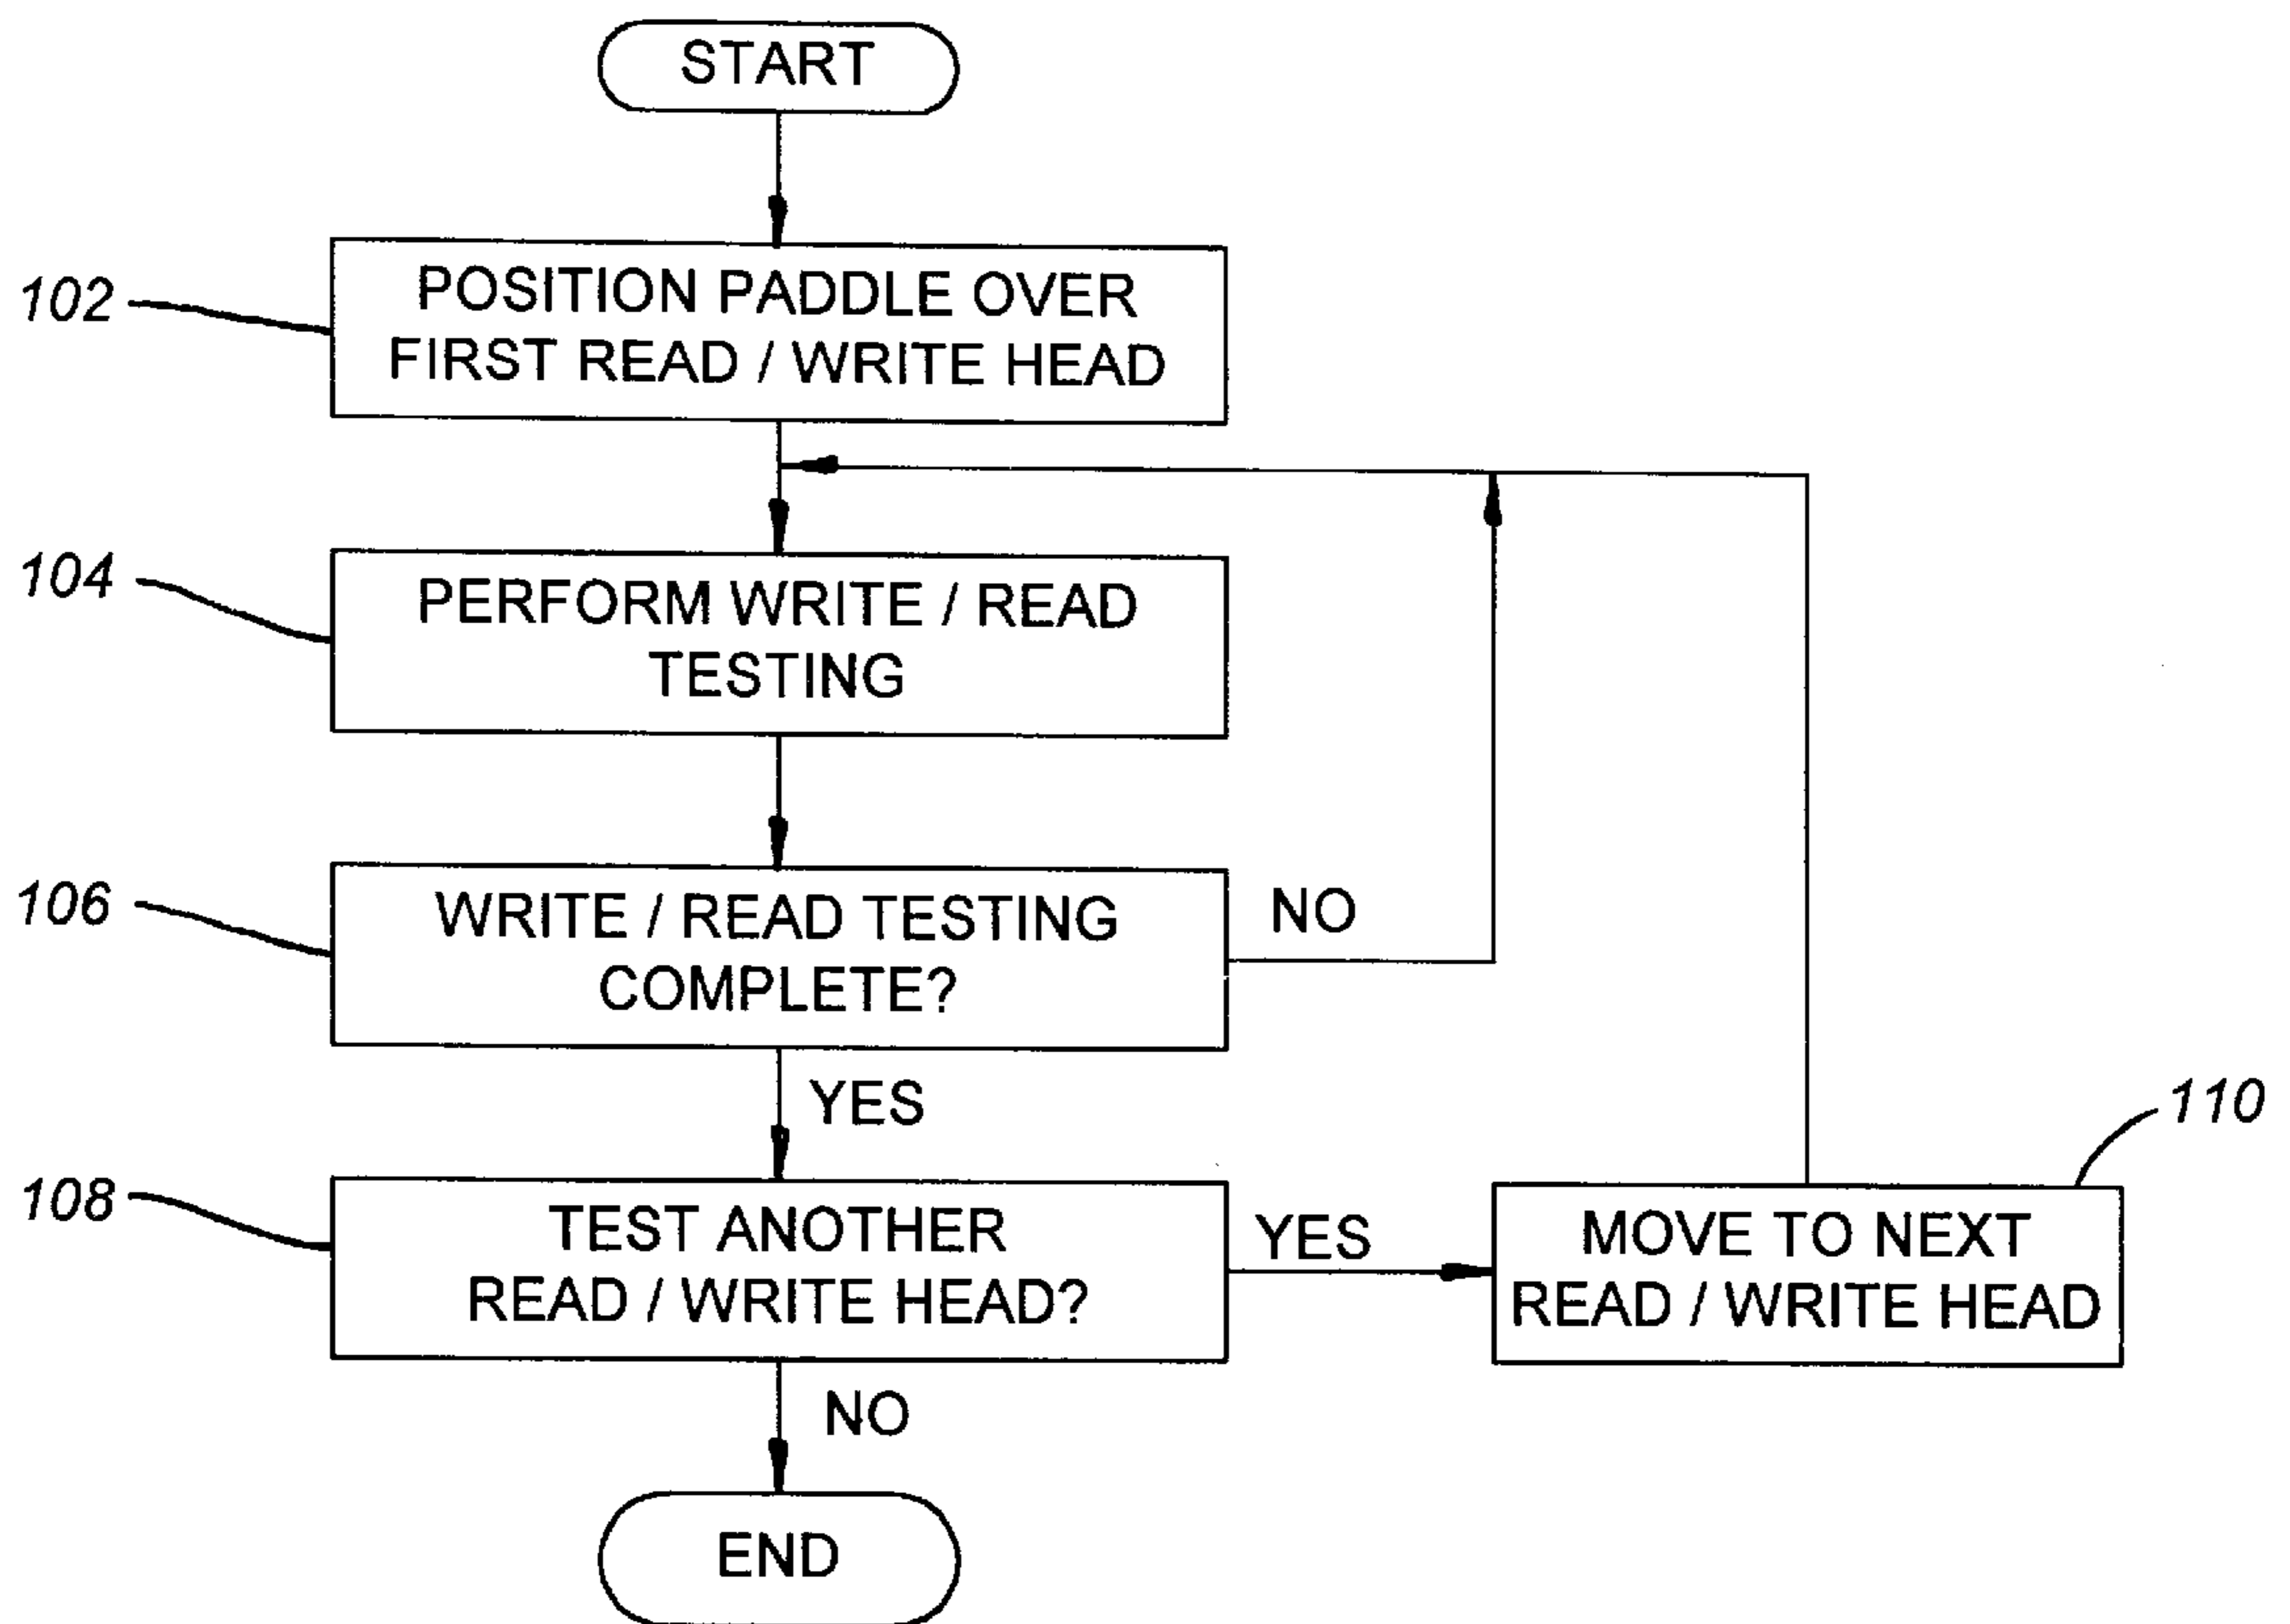 START
102
POSITION PADDLE OVER
FIRST READ / WRITE HEAD
104
PERFORM WRITE / READ
TESTING
106
WRITE / READ TESTING
COMPLETE?
NO
YES
108
TEST ANOTHER
READ / WRITE HEAD?
YES
110
MOVE TO NEXT
READ / WRITE HEAD
NO
END